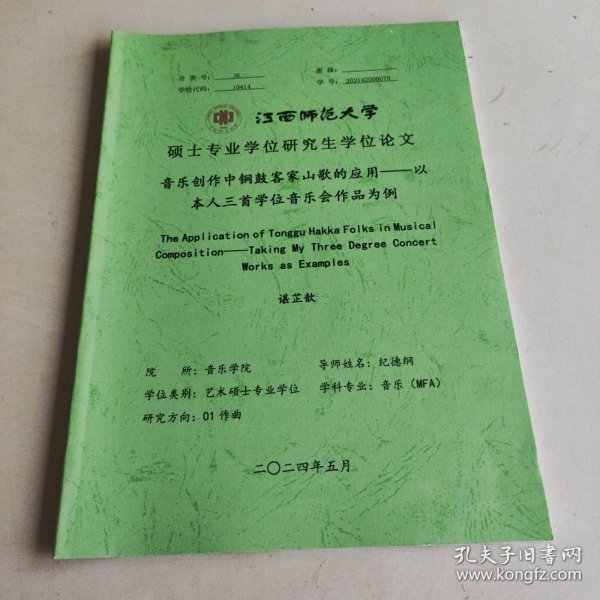 分 类 号: J6
密 级:
学校代码: 10414
学 号: 202142000070
江西师范大学
硕士专业学位研究生学位论文
音乐创作中铜鼓客家山歌的应用——以
本人三首学位音乐会作品为例
The Application of Tonggu Hakka Folks in Musical
Composition——Taking My Three Degree Concert
Works as Examples
谌芷歆
院 所: 音乐学院
导师姓名: 纪德纲
学位类别: 艺术硕士专业学位
学科专业: 音乐 (MFA)
研究方向: 01 作曲
二〇二四年五月
孔夫子旧书网
www.kongfz.com